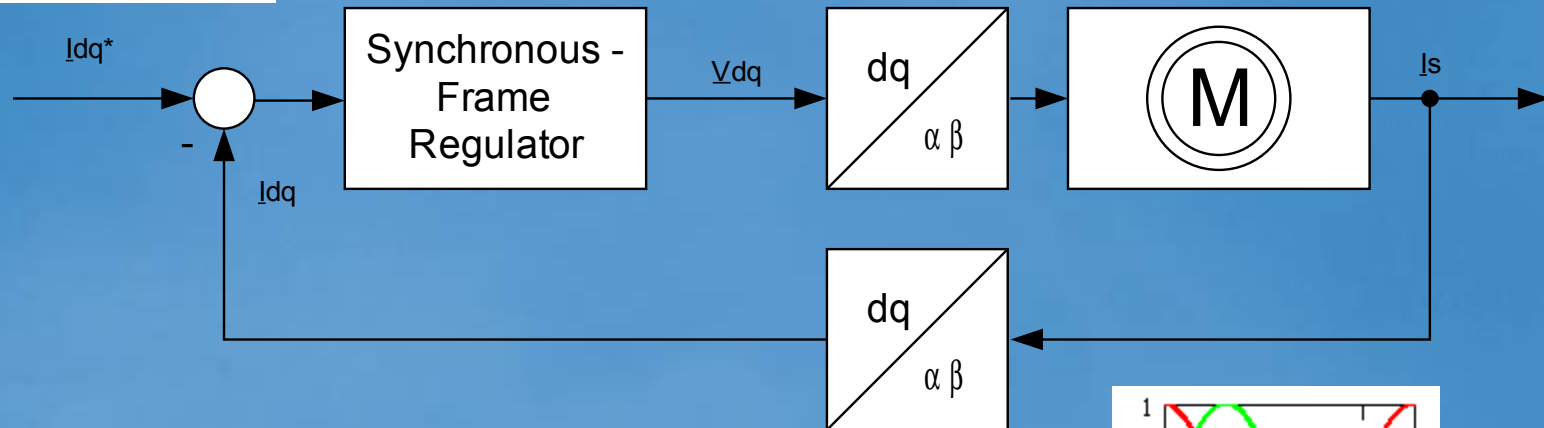 Idq*
Synchronous -
Frame
Regulator
Vdq
dq
α β
M
Is
-
Idq
dq
α β
1